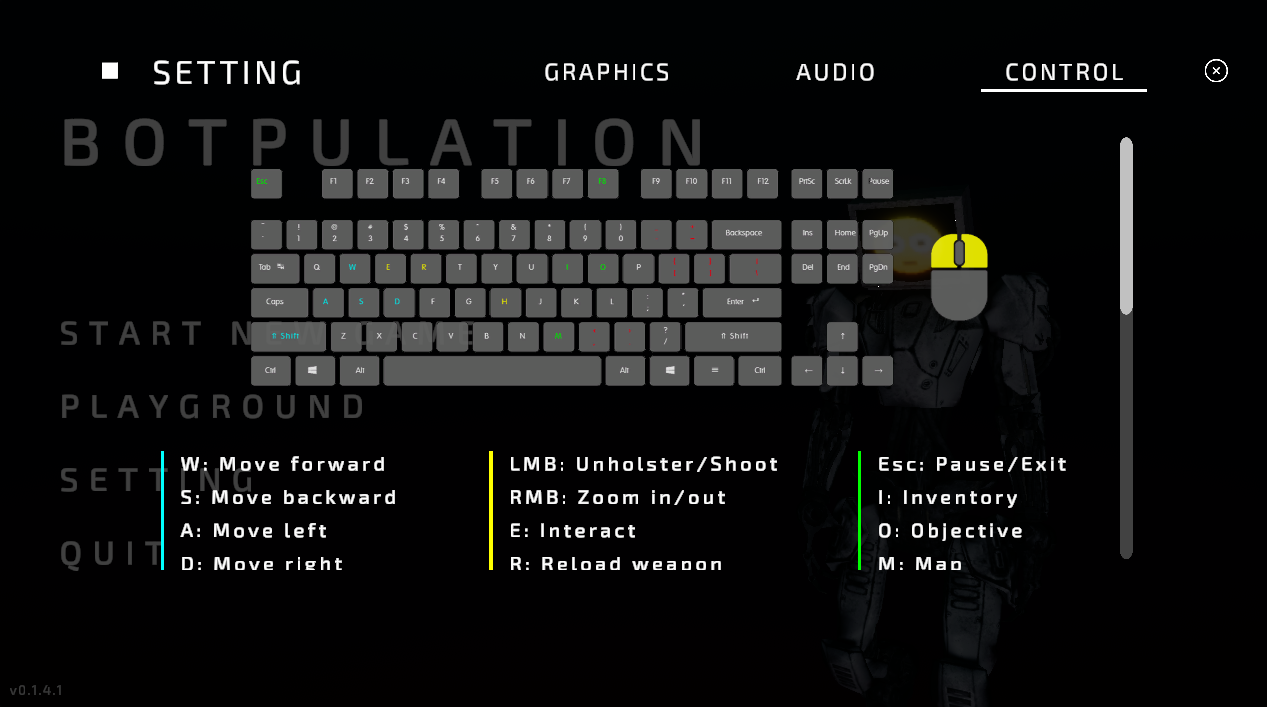 SETTING GRAPHICS AUDIO CONTROL
BOTPULATION
Esc F1 F2 F3 F4 F5 F6 F7 F8 F9 F10 F11 F12 PrtSc ScrLk Pause
! @ # $ % ^ & * ( )
1 2 3 4 5 6 7 8 9 0 Backspace Ins Home PgUp
Tab Q W E R T Y U I O P Del End PgDn
Caps A S D F G H J K L : ; Enter
⇧ Shift Z X C V B N M ? / ⇧ Shift ↑
Ctrl Alt Alt ≡ Ctrl ← ↓ →
START NEW GAME
PLAYGROUND
SETTING
QUIT
W: Move forward
S: Move backward
A: Move left
D: Move right
LMB: Unholster/Shoot
RMB: Zoom in/out
E: Interact
R: Reload weapon
Esc: Pause/Exit
I: Inventory
O: Objective
M: Map
v0.1.4.1